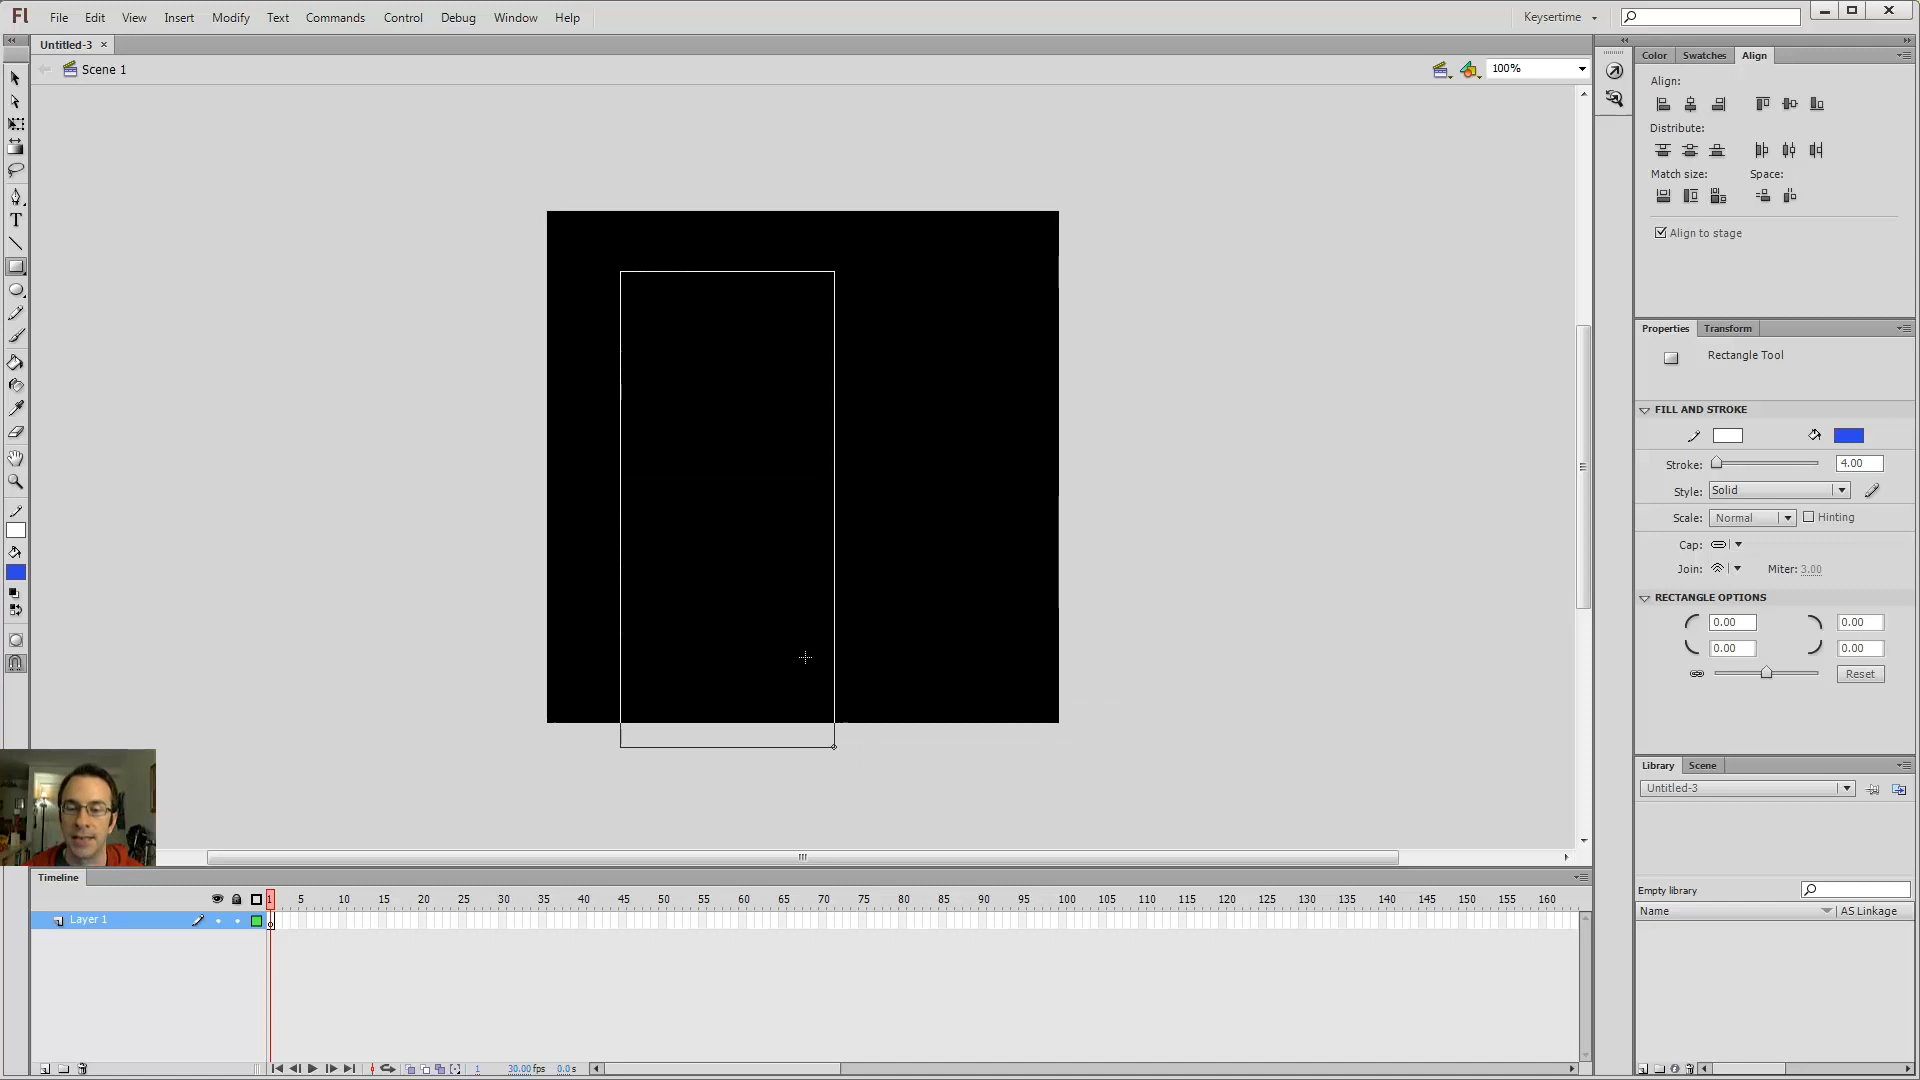 Fl File Edit View Insert Modify Text Commands Control Debug Window Help Keysertime
Untitled-3 ×
Scene 1 100%
Color Swatches Align
Align:
Distribute:
Match size: Space:
Align to stage
Properties Transform
Rectangle Tool
FILL AND STROKE
Stroke: 4.00
Style: Solid
Scale: Normal Hinting
Cap:
Join: Miter: 3.00
RECTANGLE OPTIONS
0.00 0.00
0.00 0.00
Reset
Library Scene
Untitled-3
Empty library
Name AS Linkage
Timeline
1 5 10 15 20 25 30 35 40 45 50 55 60 65 70 75 80 85 90 95 100 105 110 115 120 125 130 135 140 145 150 155 160
Layer 1
1 30.00 fps 0.0 s